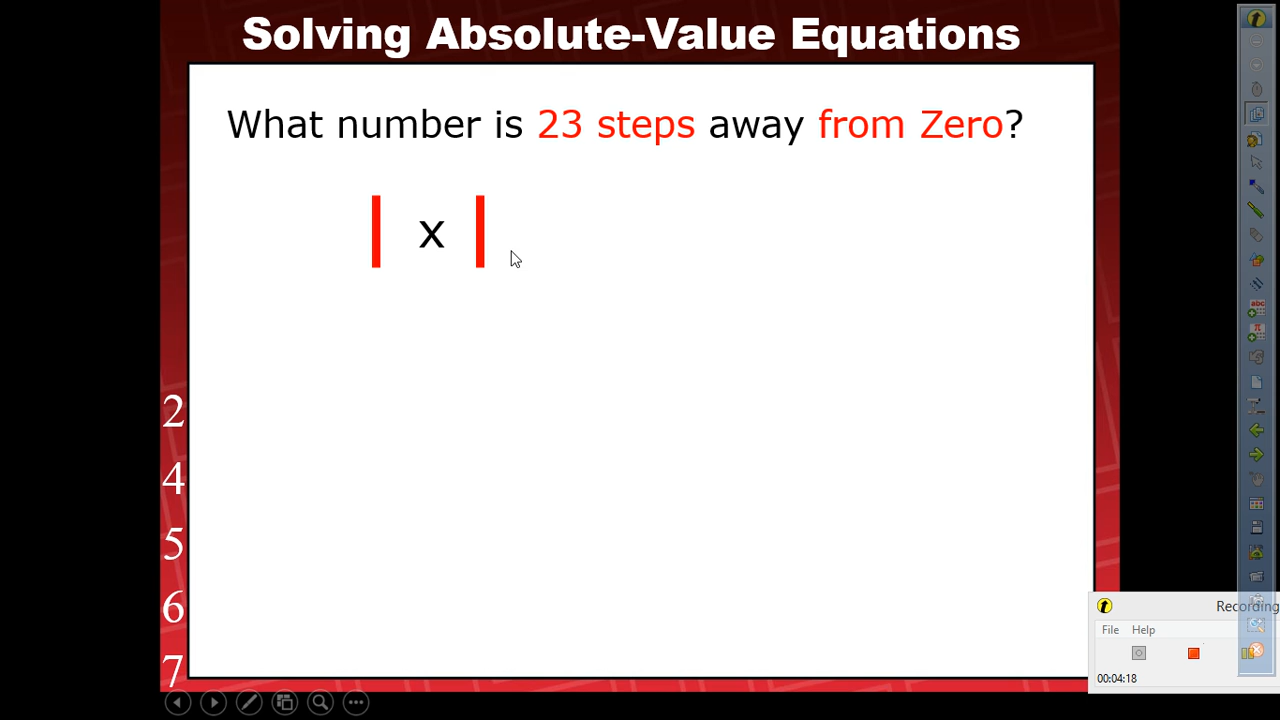 Solving Absolute-Value Equations
What number is 23 steps away from Zero?
| x |
2
4
5
6
7
abc
π
Recording
File Help
00:04:18